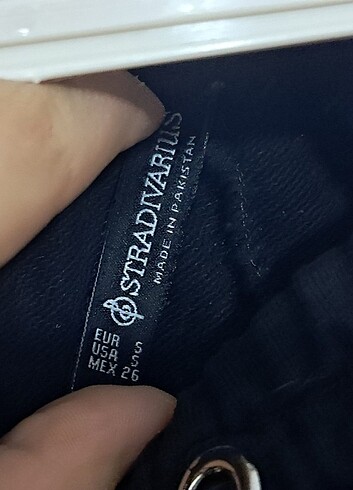 STRADIVARIUS
MADE IN PAKISTAN
EUR S
USA S
MEX 26